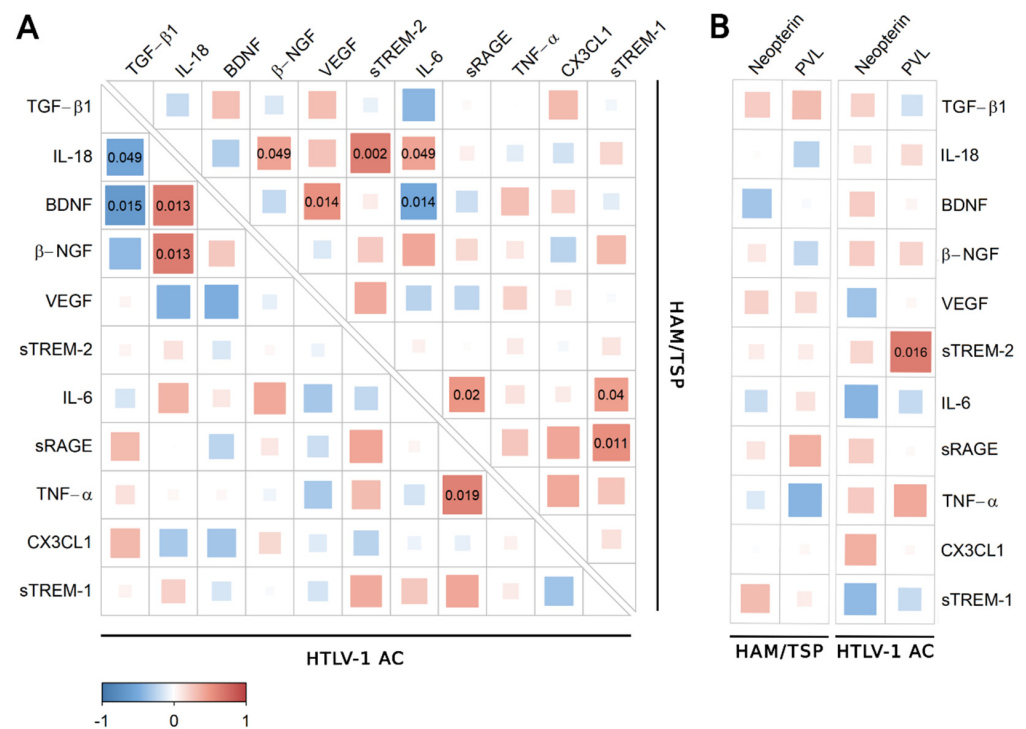 A
TGF−β1 IL-18 BDNF β−NGF VEGF sTREM-2 IL-6 sRAGE TNF−α CX3CL1 sTREM-1
TGF−β1
IL-18 0.049 0.049 0.002 0.049
BDNF 0.015 0.013 0.014 0.014
β−NGF 0.013
VEGF
sTREM-2
IL-6 0.02 0.04
sRAGE 0.011
TNF−α 0.019
CX3CL1
sTREM-1
HAM/TSP
HTLV-1 AC
-1 0 1
B
Neopterin PVL Neopterin PVL
TGF−β1
IL-18
BDNF
β−NGF
VEGF
0.016 sTREM-2
IL-6
sRAGE
TNF−α
CX3CL1
sTREM-1
HAM/TSP HTLV-1 AC